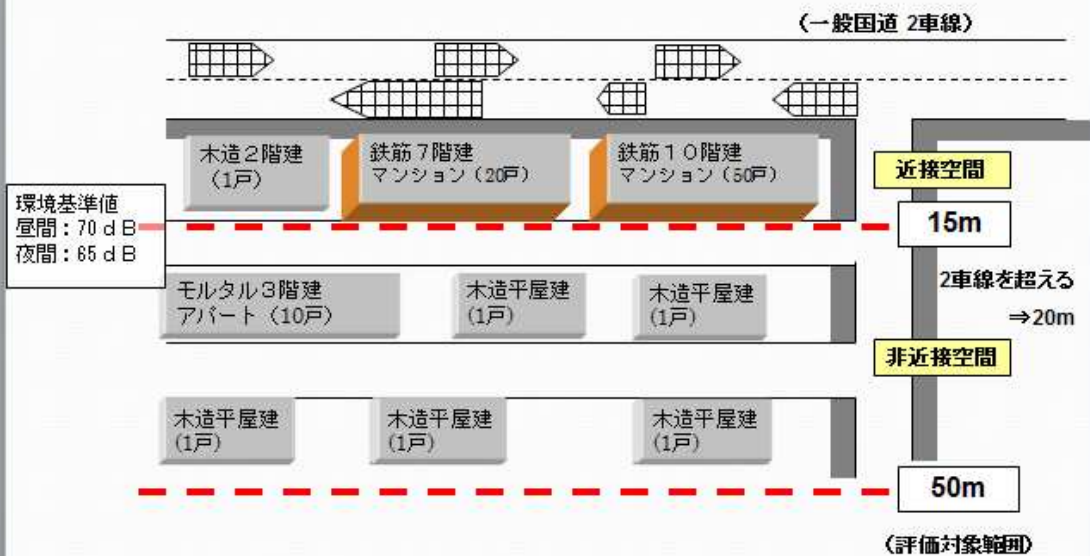 (一般国道 2車線)
木造２階建
(1戸)
鉄筋７階建
マンション(20戸)
鉄筋１０階建
マンション(50戸)
近接空間
環境基準値
昼間:70ｄＢ
夜間:65ｄＢ
15m
モルタル３階建
アパート (10戸)
木造平屋建
(1戸)
木造平屋建
(1戸)
2車線を超える
⇒20m
非近接空間
木造平屋建
(1戸)
木造平屋建
(1戸)
木造平屋建
(1戸)
50m
(評価対象範囲)